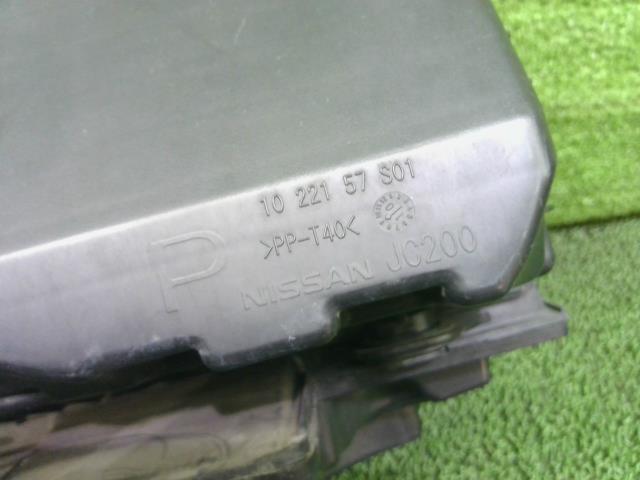 10 221 57 S01
>PP-T40<
P
NISSAN JC200